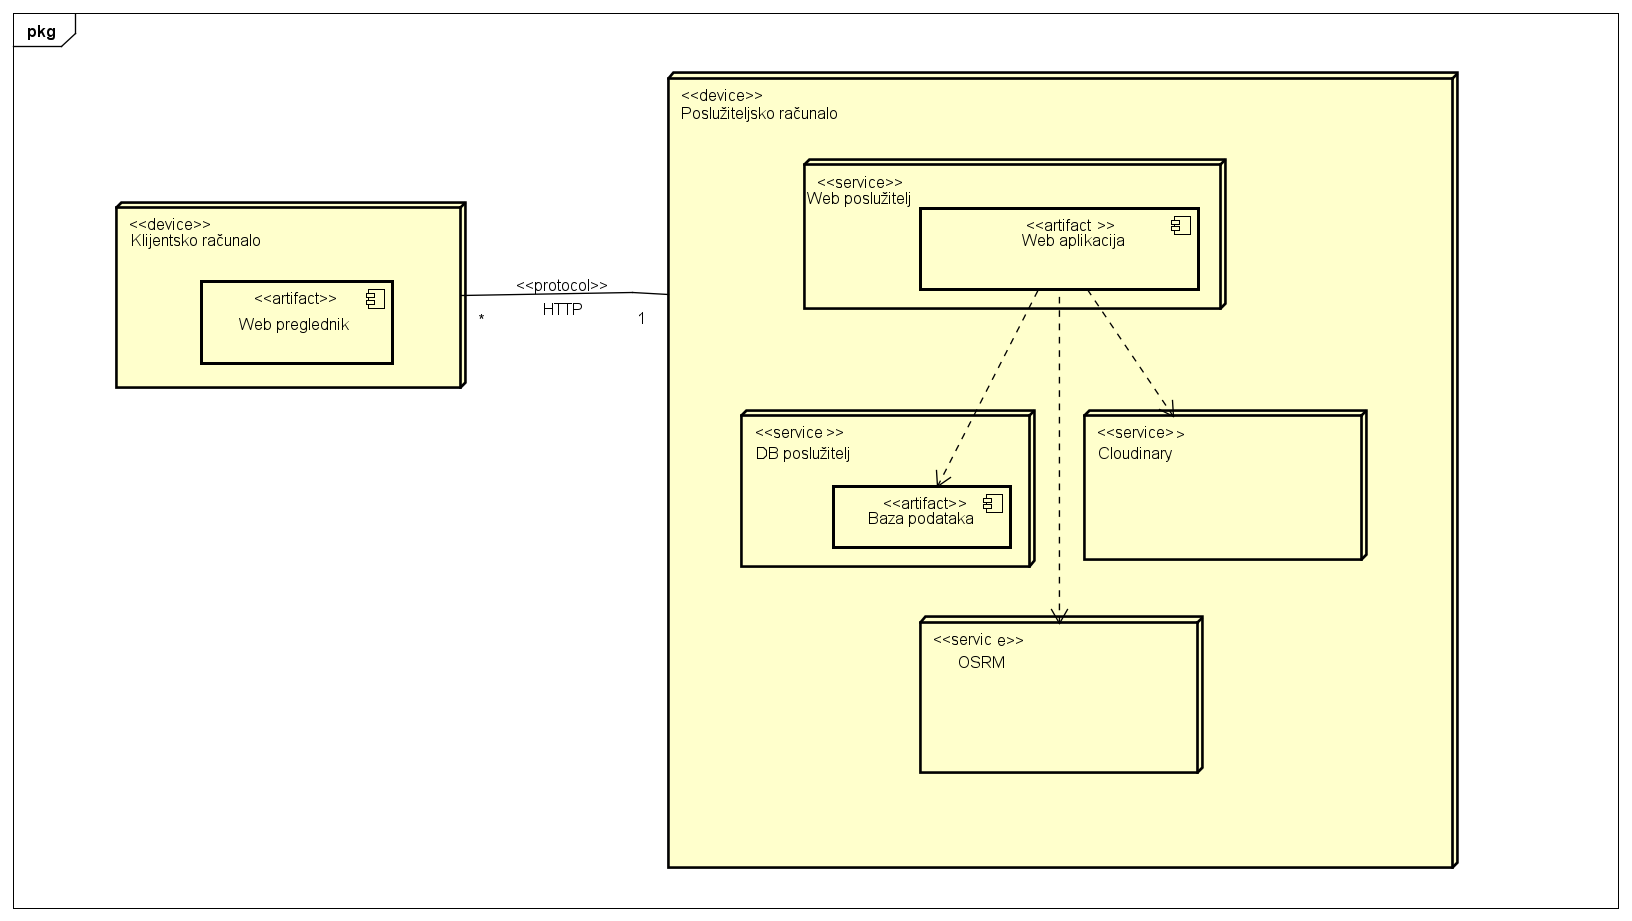 pkg
<<device>>
Poslužiteljsko računalo
<<service>>
Web poslužitelj
<<artifact >>
Web aplikacija
<<device>>
Klijentsko računalo
<<artifact>>
Web preglednik
<<protocol>>
HTTP
*
1
<<service >>
DB poslužitelj
<<artifact>>
Baza podataka
<<service>>
Cloudinary
<<servic e>>
OSRM